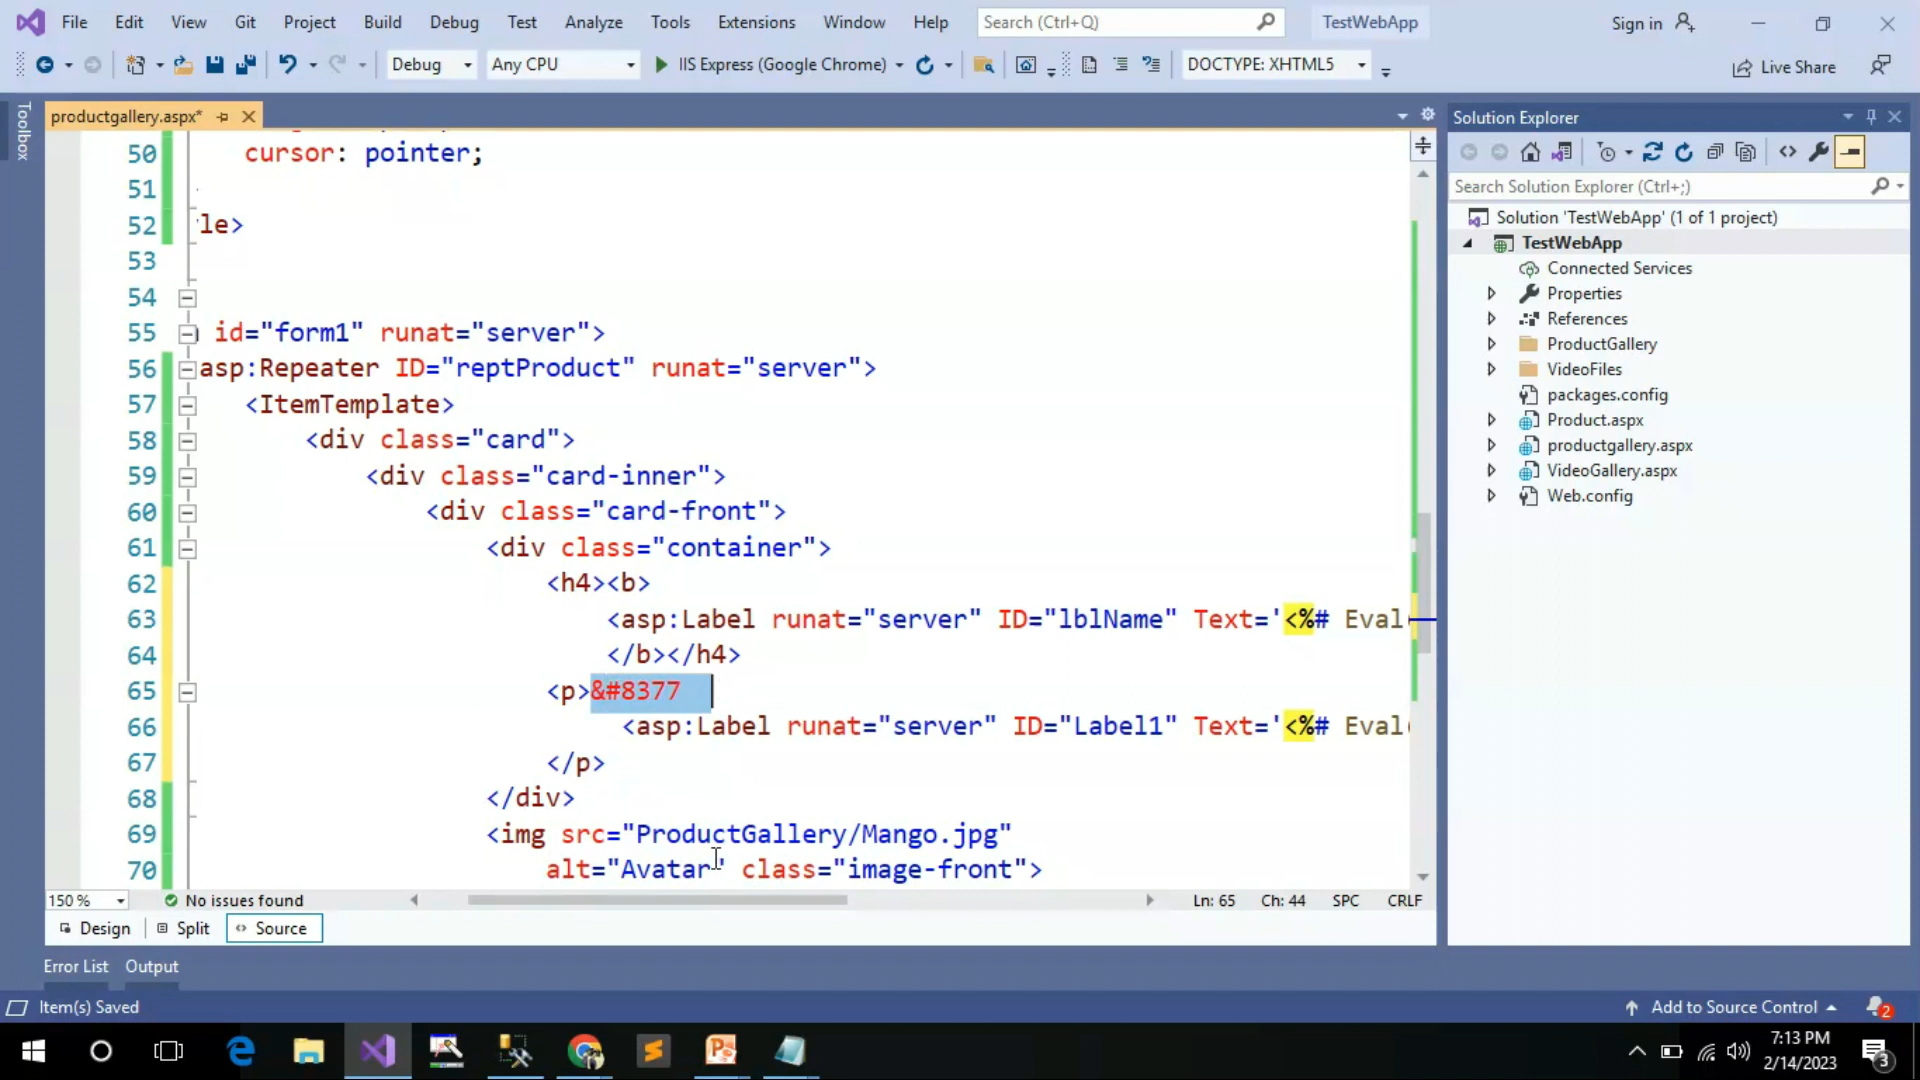 File Edit View Git Project Build Debug Test Analyze Tools Extensions Window Help Search (Ctrl+Q) TestWebApp Sign in
Debug Any CPU IIS Express (Google Chrome) DOCTYPE: XHTML5 Live Share
Toolbox
productgallery.aspx*
50 cursor: pointer;
51
52 le>
53
54
55 id="form1" runat="server">
56 asp:Repeater ID="reptProduct" runat="server">
57 <ItemTemplate>
58 <div class="card">
59 <div class="card-inner">
60 <div class="card-front">
61 <div class="container">
62 <h4><b>
63 <asp:Label runat="server" ID="lblName" Text='<%# Eval(
64 </b></h4>
65 <p>&#8377
66 <asp:Label runat="server" ID="Label1" Text='<%# Eval(
67 </p>
68 </div>
69 <img src="ProductGallery/Mango.jpg"
70 alt="Avatar" class="image-front">
150 % No issues found Ln: 65 Ch: 44 SPC CRLF
Design Split Source
Solution Explorer
Search Solution Explorer (Ctrl+;)
Solution 'TestWebApp' (1 of 1 project)
TestWebApp
Connected Services
Properties
References
ProductGallery
VideoFiles
packages.config
Product.aspx
productgallery.aspx
VideoGallery.aspx
Web.config
Error List Output
Item(s) Saved Add to Source Control 2
7:13 PM
2/14/2023 3